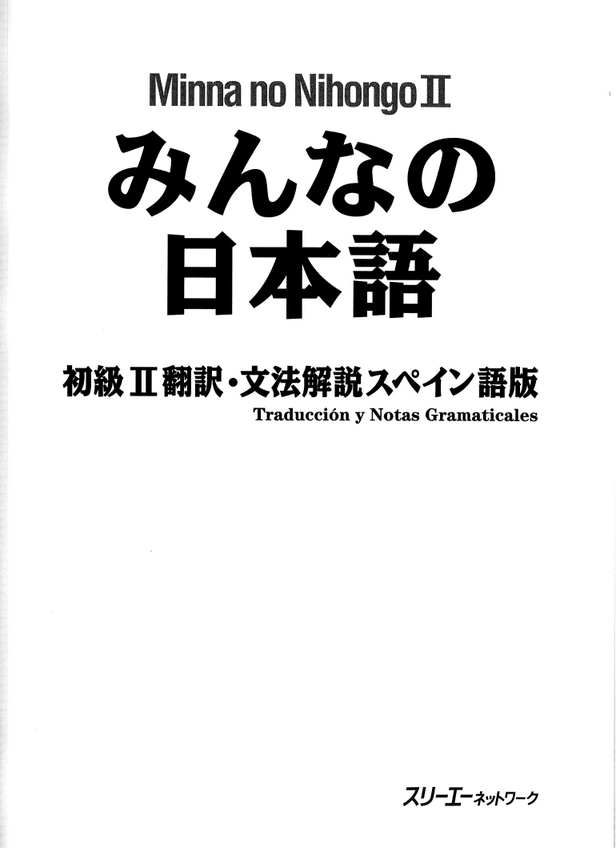 Minna no Nihongo II
みんなの
日本語
初級 II 翻訳・文法解説スペイン語版
Traducción y Notas Gramaticales
スリーエーネットワーク